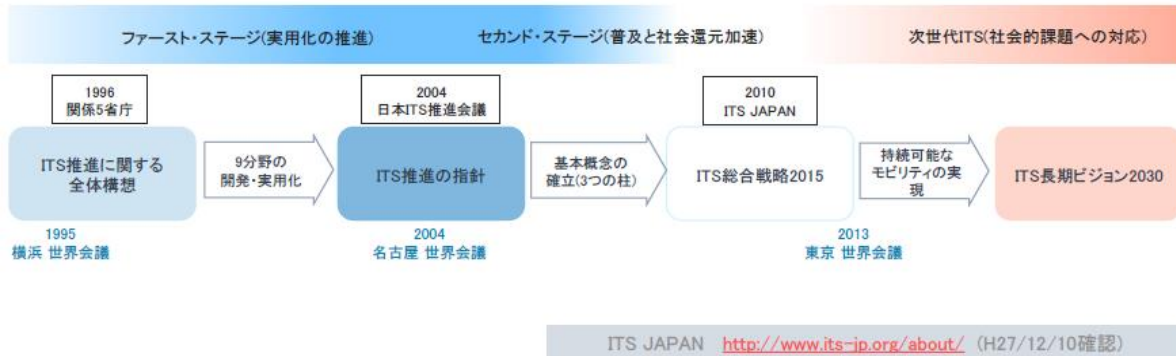 ファースト・ステージ(実用化の推進)
セカンド・ステージ(普及と社会還元加速)
次世代ITS(社会的課題への対応)
1996
関係5省庁
2004
日本ITS推進会議
2010
ITS JAPAN
ITS推進に関する
全体構想
9分野の
開発・実用化
ITS推進の指針
基本概念の
確立(3つの柱)
ITS総合戦略2015
持続可能な
モビリティの実
現
ITS長期ビジョン2030
1995
横浜 世界会議
2004
名古屋 世界会議
2013
東京 世界会議
ITS JAPAN http://www.its-jp.org/about/ (H27/12/10確認)